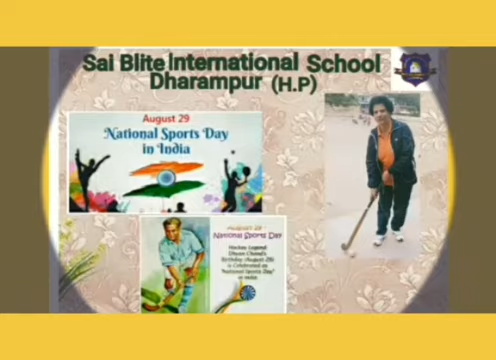 Sai Blite International School
Dharampur (H.P)
August 29
National Sports Day
in India
August 29
National Sports Day
Hockey Legend
Dhyan Chand's
Birthday (August 29)
is Celebrated as
"National Sports Day"
in India